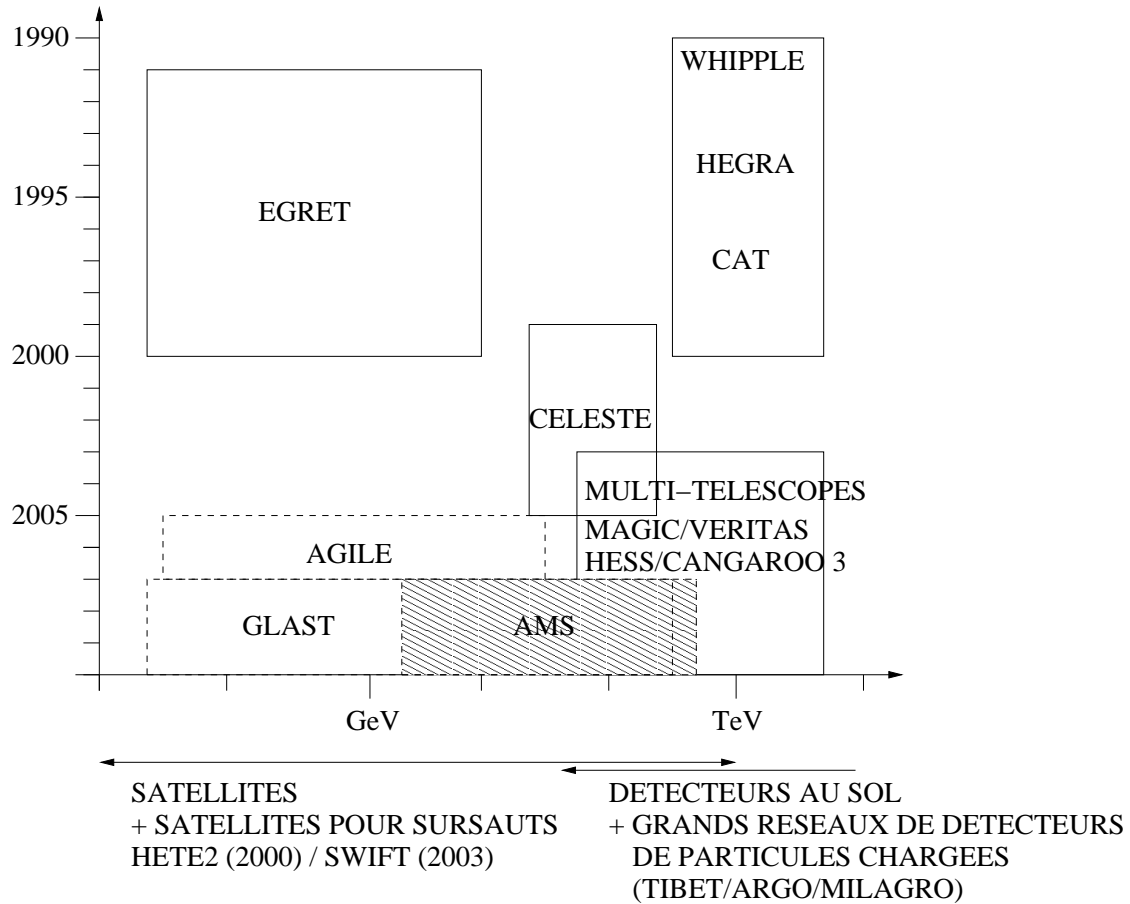 1990
WHIPPLE
HEGRA
1995
EGRET
CAT
2000
CELESTE
MULTI−TELESCOPES
2005
MAGIC/VERITAS
AGILE
HESS/CANGAROO 3
GLAST
AMS
GeV
TeV
SATELLITES
+ SATELLITES POUR SURSAUTS
HETE2 (2000) / SWIFT (2003)
DETECTEURS AU SOL
+ GRANDS RESEAUX DE DETECTEURS
DE PARTICULES CHARGEES
(TIBET/ARGO/MILAGRO)